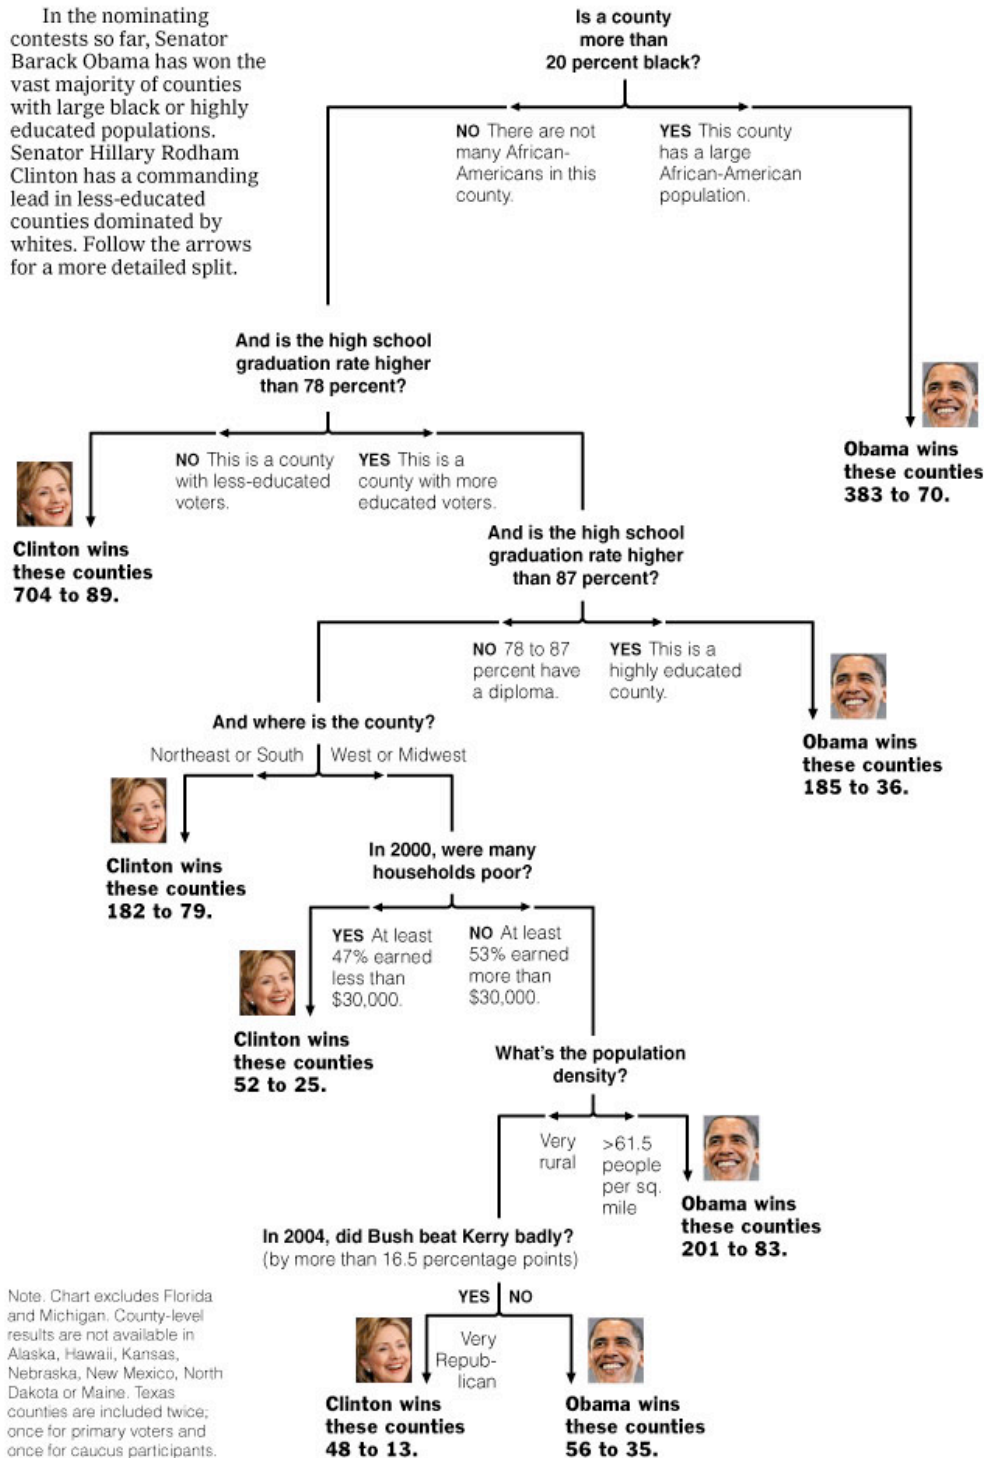 In the nominating
contests so far, Senator
Barack Obama has won the
vast majority of counties
with large black or highly
educated populations.
Senator Hillary Rodham
Clinton has a commanding
lead in less-educated
counties dominated by
whites. Follow the arrows
for a more detailed split.
Is a county
more than
20 percent black?
NO There are not
many African-
Americans in this
county.
YES This county
has a large
African-American
population.
And is the high school
graduation rate higher
than 78 percent?
Obama wins
these counties
383 to 70.
NO This is a county
with less-educated
voters.
YES This is a
county with more
educated voters.
Clinton wins
these counties
704 to 89.
And is the high school
graduation rate higher
than 87 percent?
NO 78 to 87
percent have
a diploma.
YES This is a
highly educated
county.
Obama wins
these counties
185 to 36.
And where is the county?
Northeast or South
West or Midwest
Clinton wins
these counties
182 to 79.
In 2000, were many
households poor?
YES At least
47% earned
less than
$30,000.
NO At least
53% earned
more than
$30,000.
Clinton wins
these counties
52 to 25.
What's the population
density?
Very
rural
>61.5
people
per sq.
mile
Obama wins
these counties
201 to 83.
In 2004, did Bush beat Kerry badly?
(by more than 16.5 percentage points)
YES
NO
Very
Repub-
lican
Clinton wins
these counties
48 to 13.
Obama wins
these counties
56 to 35.
Note. Chart excludes Florida
and Michigan. County-level
results are not available in
Alaska, Hawaii, Kansas,
Nebraska, New Mexico, North
Dakota or Maine. Texas
counties are included twice;
once for primary voters and
once for caucus participants.